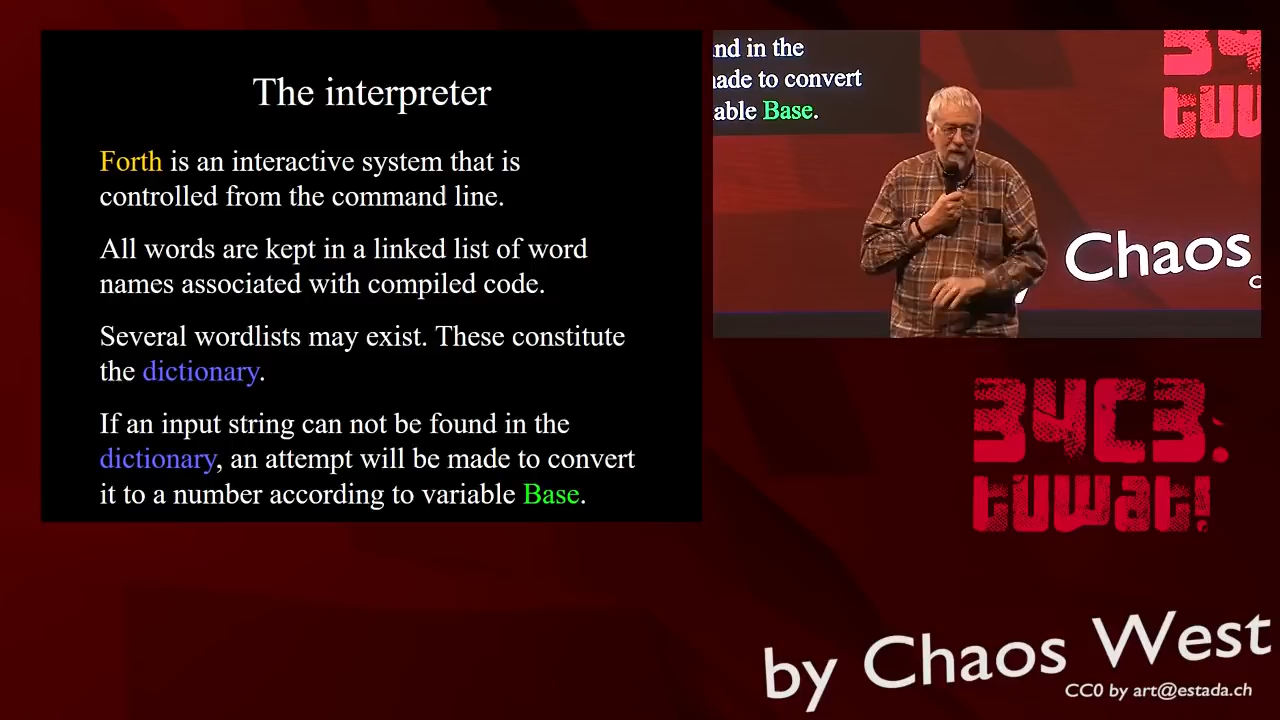 The interpreter
Forth is an interactive system that is
controlled from the command line.
All words are kept in a linked list of word
names associated with compiled code.
Several wordlists may exist. These constitute
the dictionary.
If an input string can not be found in the
dictionary, an attempt will be made to convert
it to a number according to variable Base.
nd in the
ade to convert
able Base.
34
tuw
y Chaos
34C3:
tuwat!
by Chaos West
CC0 by art@estada.ch